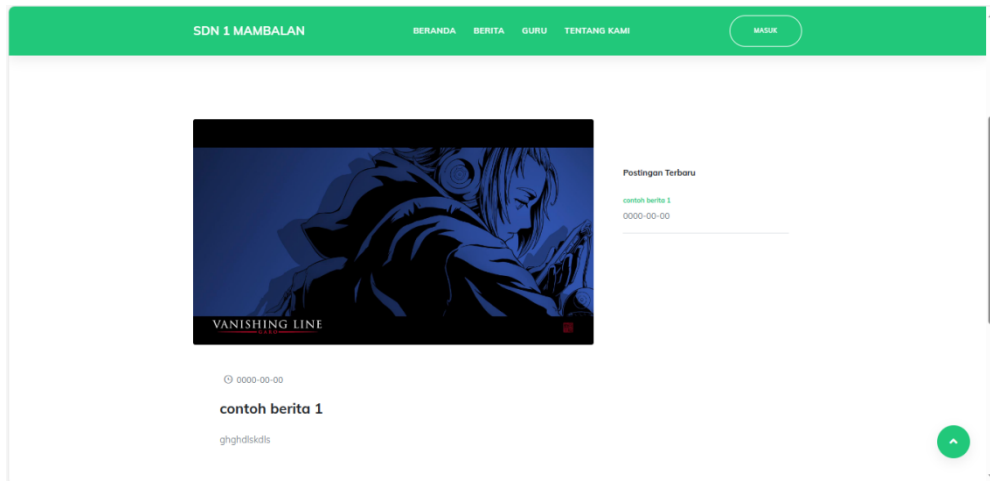 SDN 1 MAMBALAN
BERANDA BERITA GURU TENTANG KAMI
MASUK
VANISHING LINE
Postingan Terbaru
contoh berita 1
0000-00-00
0000-00-00
contoh berita 1
ghghdlskdls